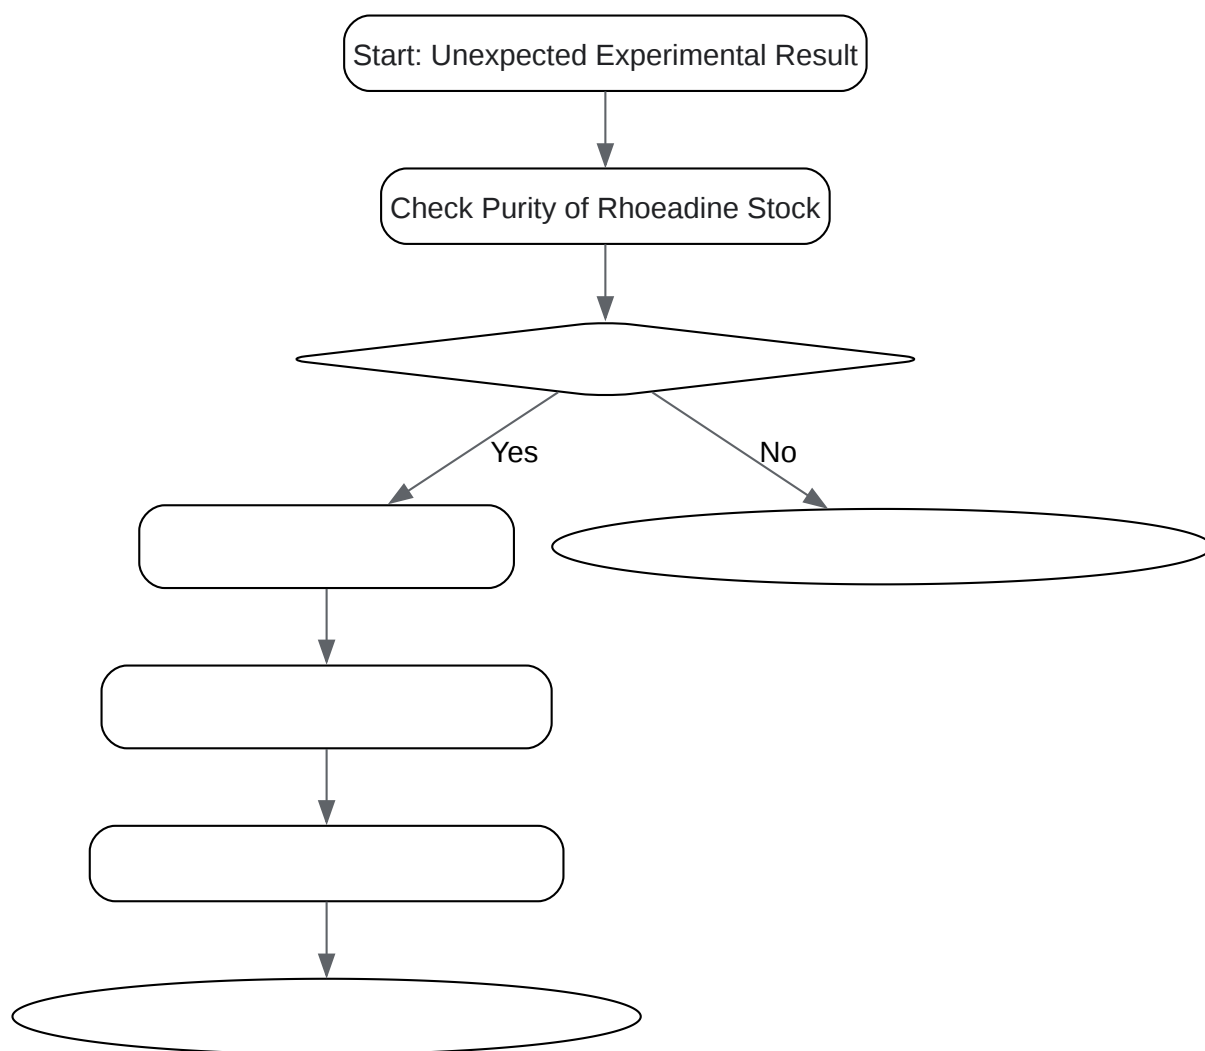 Start: Unexpected Experimental Result
Check Purity of Rhoeadine Stock
Yes
No